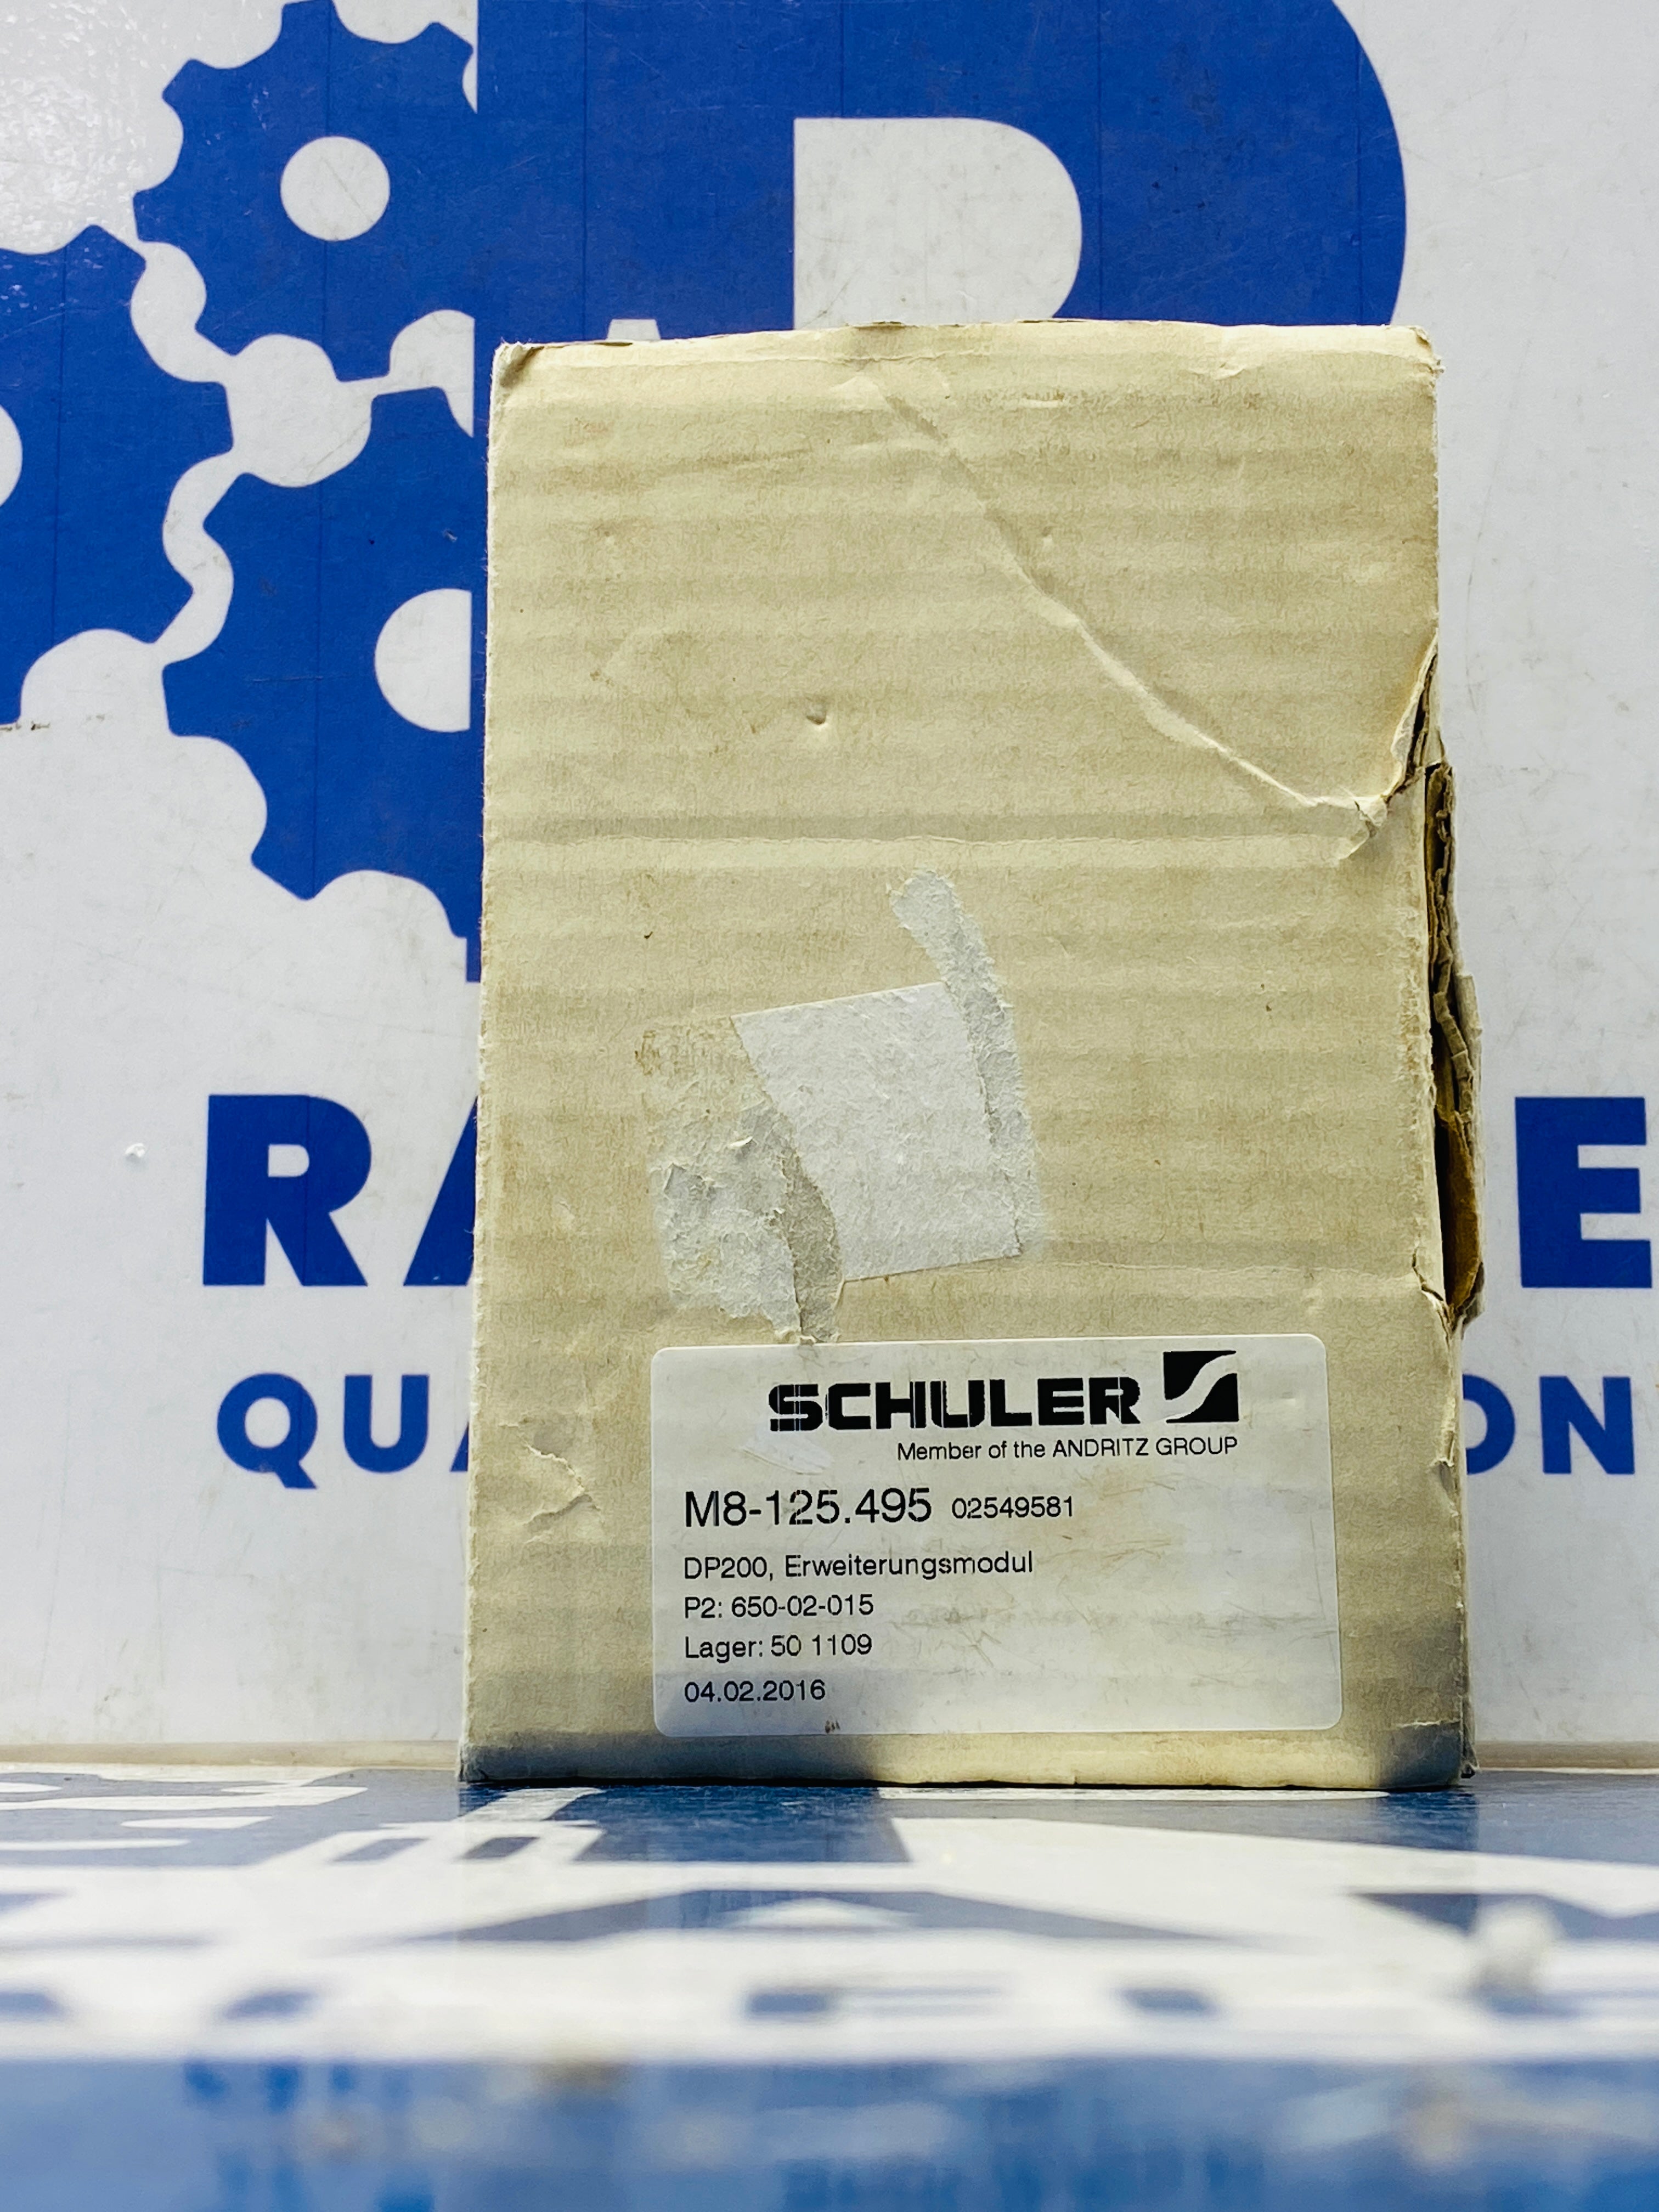 SCHULER
Member of the ANDRITZ GROUP
M8-125.495 02549581
DP200, Erweiterungsmodul
P2: 650-02-015
Lager: 50 1109
04.02.2016